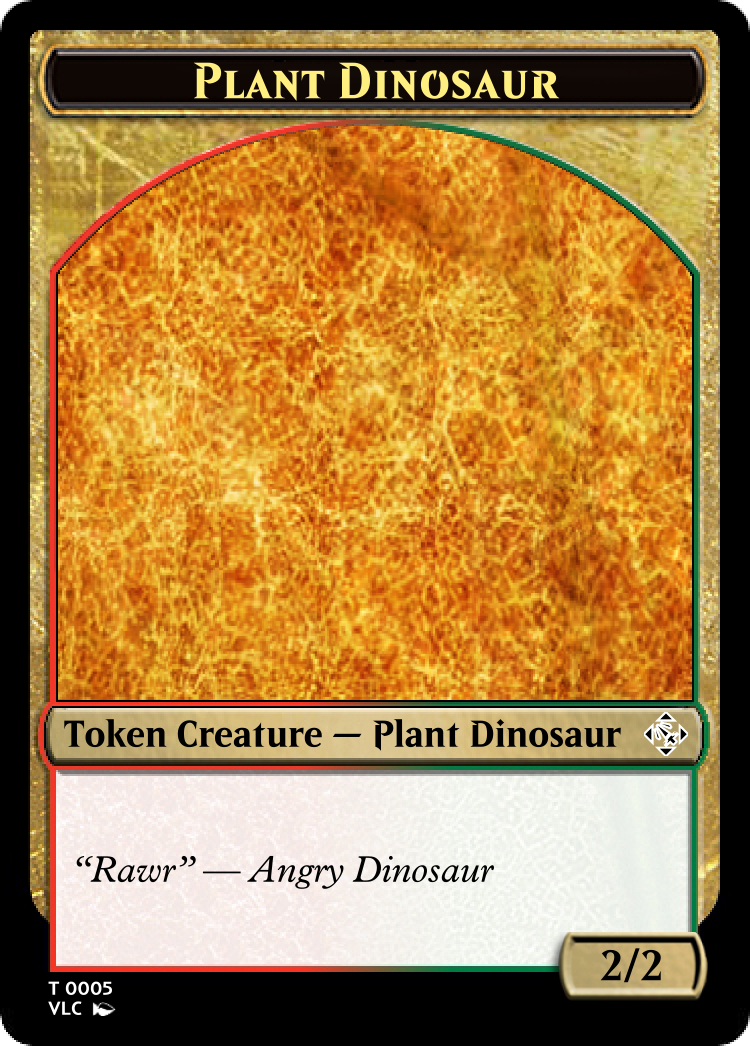 Plant Dinosaur
Token Creature — Plant Dinosaur
“Rawr” — Angry Dinosaur
2/2
T 0005
VLC